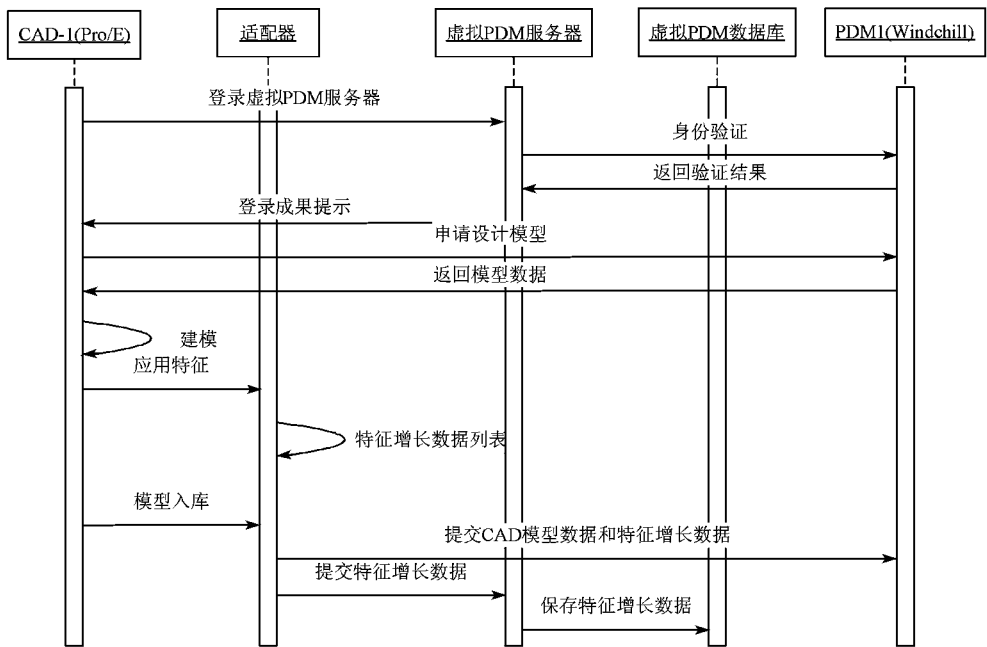 CAD-1(Pro/E)
适配器
虚拟PDM服务器
虚拟PDM数据库
PDM1(Windchill)
登录虚拟PDM服务器
身份验证
返回验证结果
登录成果提示
申请设计模型
返回模型数据
建模
应用特征
特征增长数据列表
模型入库
提交CAD模型数据和特征增长数据
提交特征增长数据
保存特征增长数据